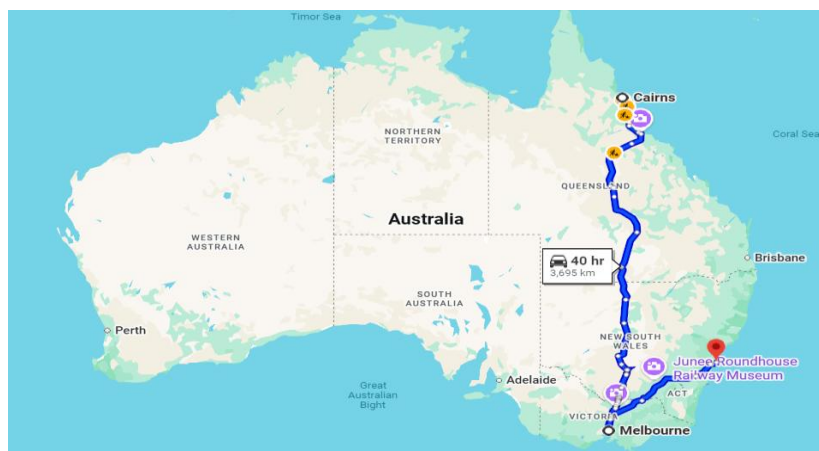 Timor Sea
Cairns
NORTHERN
TERRITORY
Coral Sea
QUEENSLAND
Australia
WESTERN
AUSTRALIA
40 hr
3,695 km
Brisbane
SOUTH
AUSTRALIA
Perth
NEW SOUTH
WALES
Junee Roundhouse
Railway Museum
Great
Australian
Bight
Adelaide
ACT
VICTORIA
Melbourne